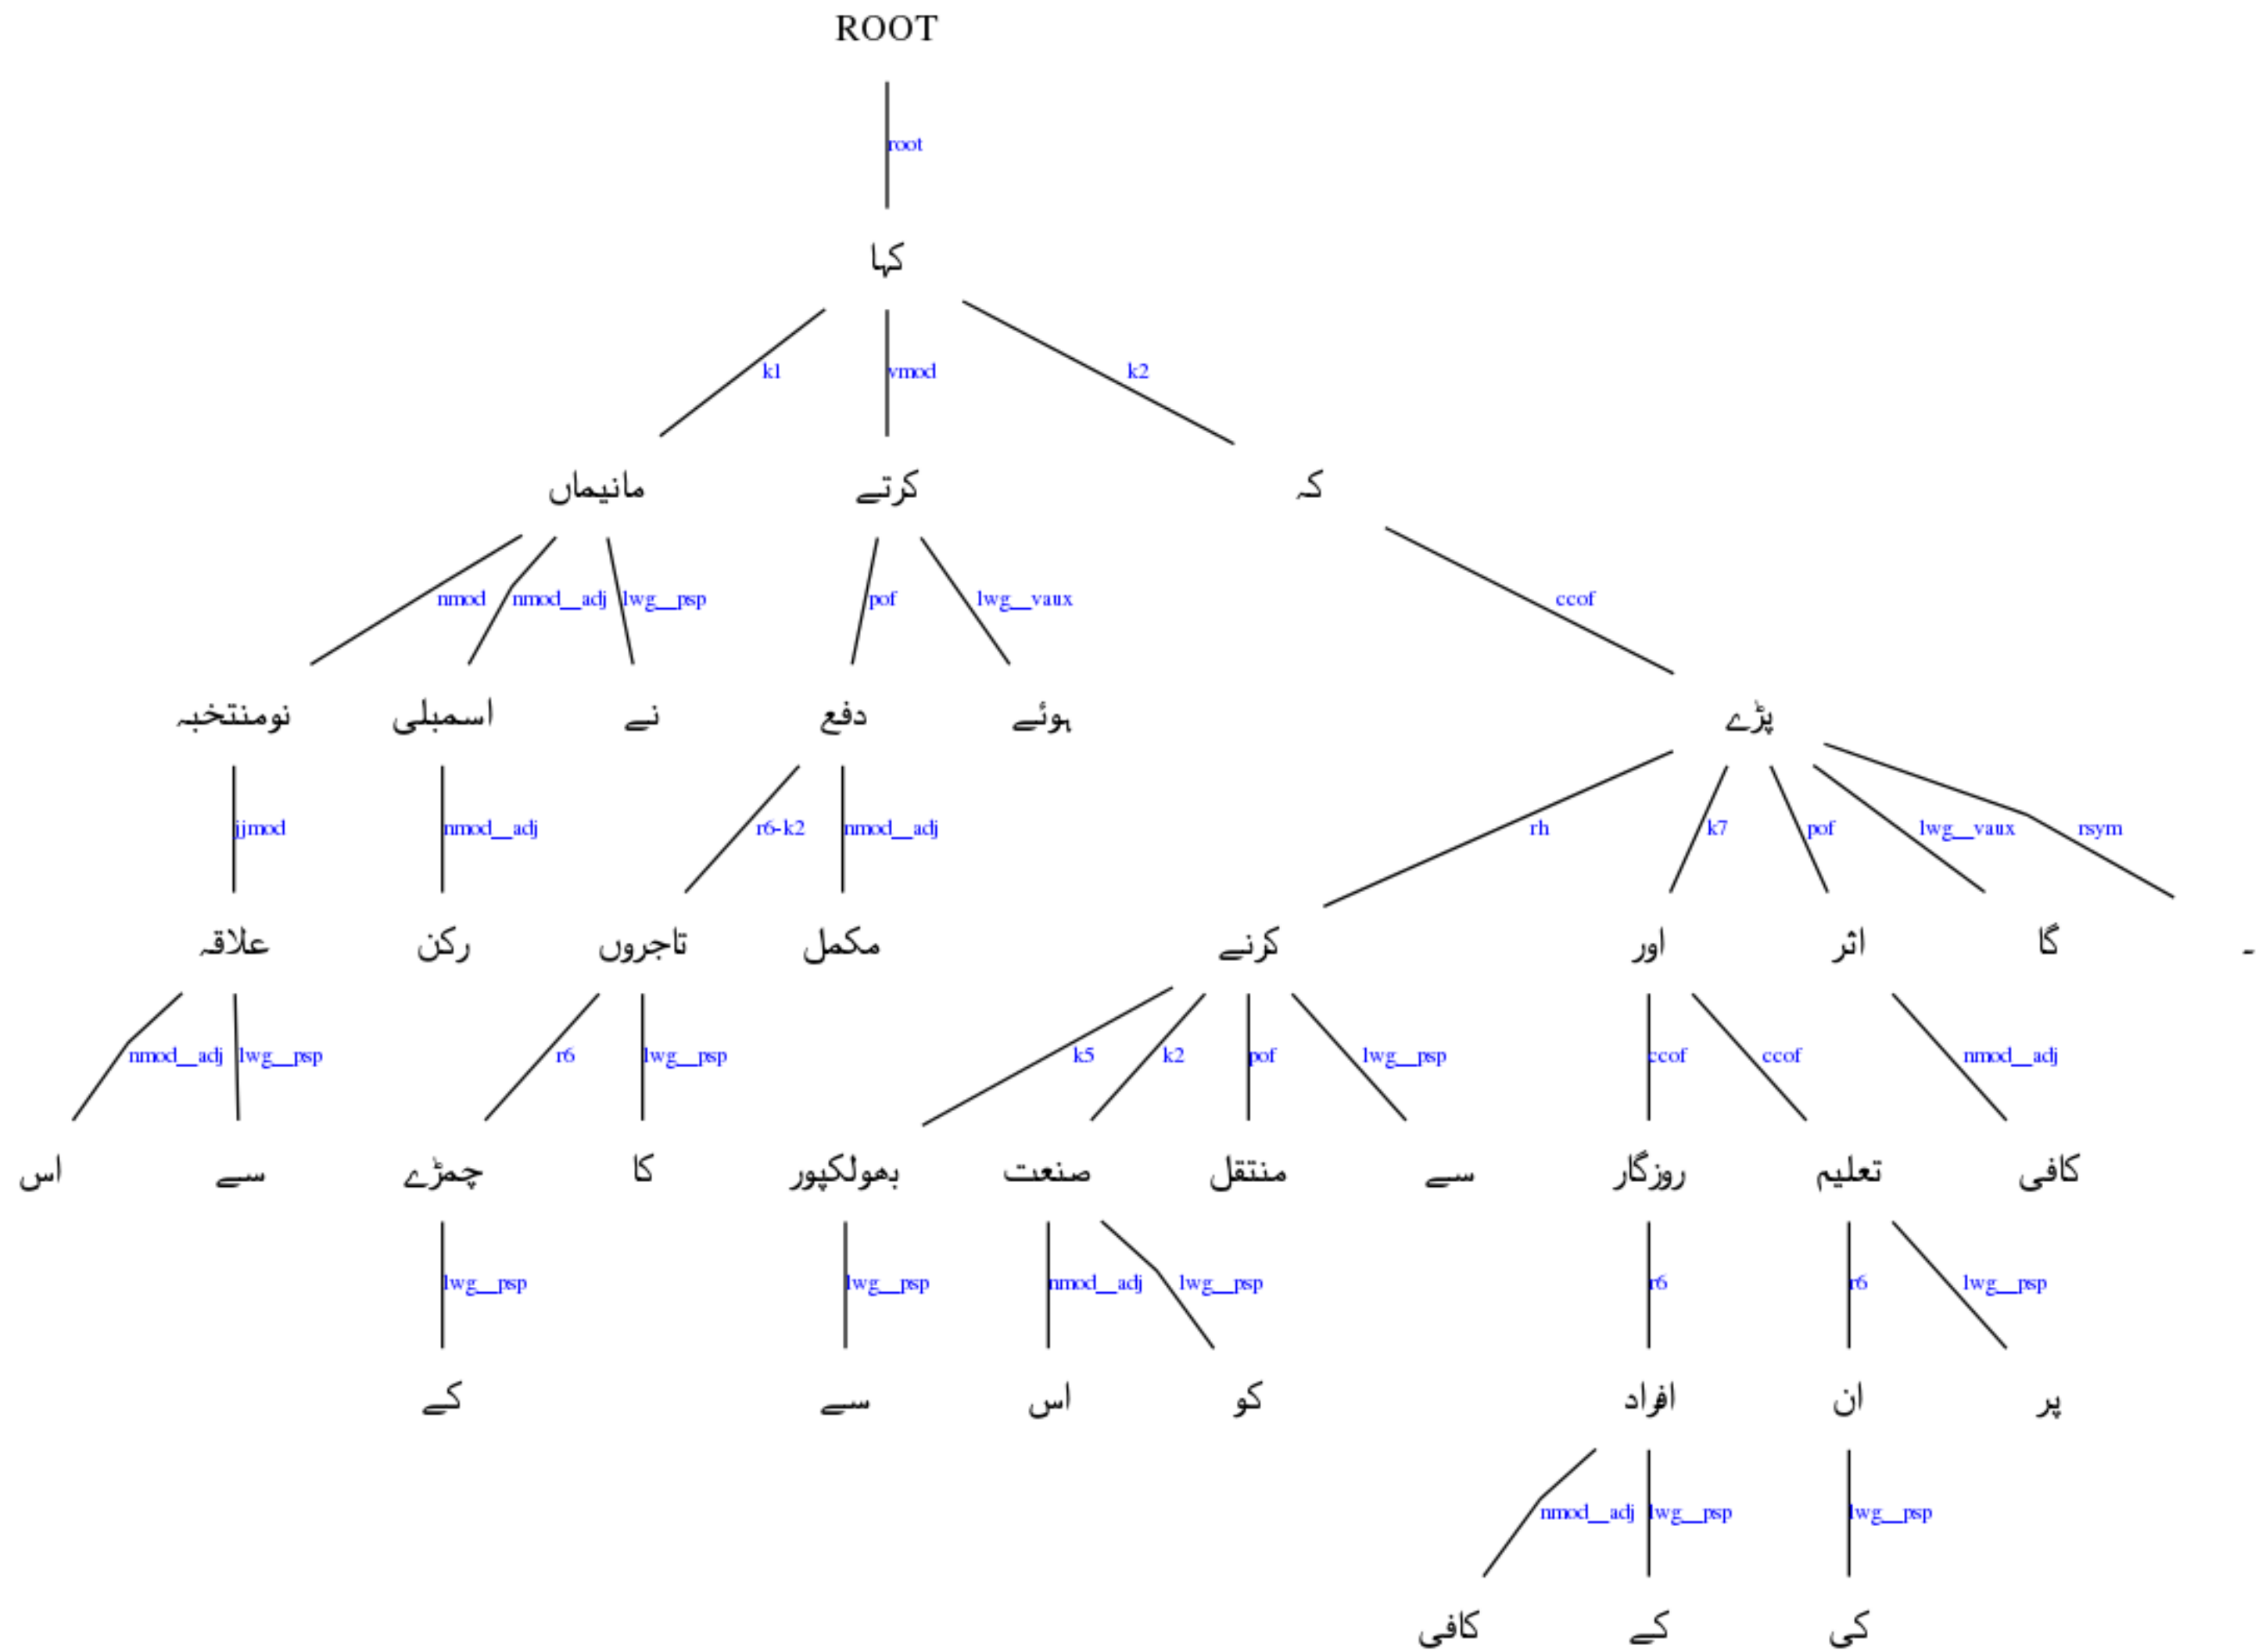 ROOT
root
کہا
k1 vmod k2
مانیماں کرتے کہ
nmod nmod__adj lwg__psp pof lwg__vaux ccof
نومنتخبہ اسمبلی نے دفع ہوئے پڑے
jjmod nmod__adj r6-k2 nmod__adj rh k7 pof lwg__vaux rsym
علاقہ رکن تاجروں مکمل کرنے اور اثر گا ۔
nmod__adj lwg__psp r6 lwg__psp k5 k2 pof lwg__psp ccof ccof nmod__adj
اس سے چمڑے کا بھولکپور صنعت منتقل سے روزگار تعلیم کافی
lwg__psp lwg__psp nmod__adj lwg__psp r6 r6 lwg__psp
کے سے اس کو افراد ان پر
nmod__adj lwg__psp lwg__psp
کافی کے کی